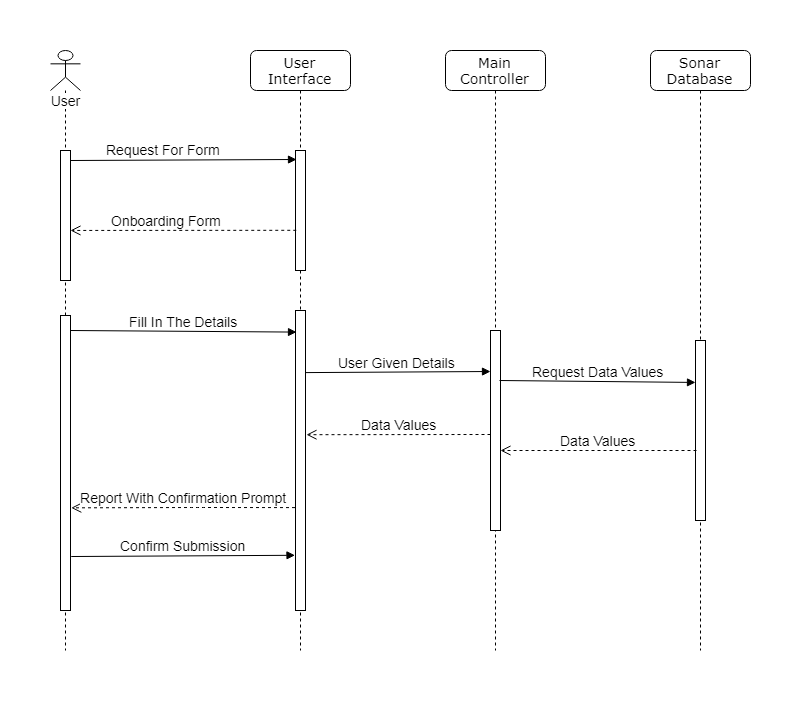 User
User
Interface
Main
Controller
Sonar
Database
Request For Form
Onboarding Form
Fill In The Details
User Given Details
Request Data Values
Data Values
Data Values
Report With Confirmation Prompt
Confirm Submission